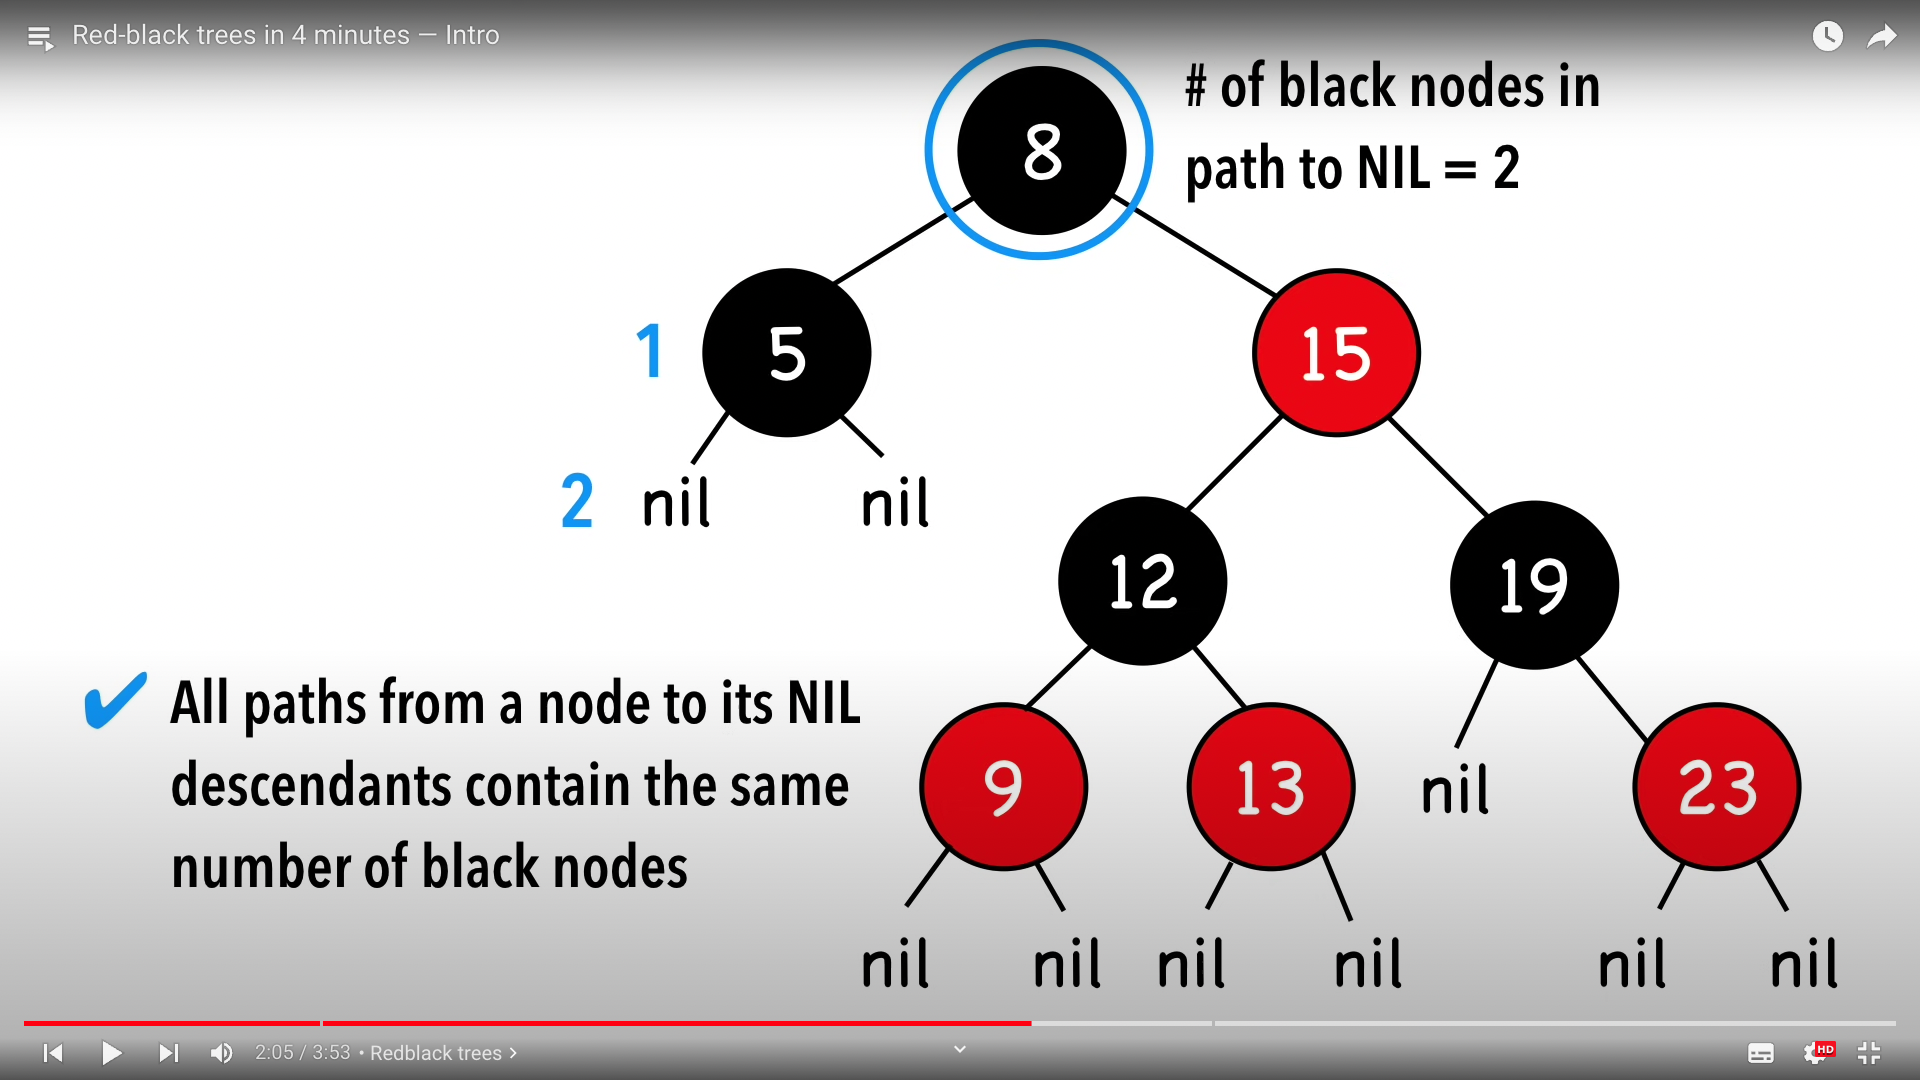 Red-black trees in 4 minutes — Intro
# of black nodes in
path to NIL = 2
8
1
5
15
2
nil
nil
12
19
✔ All paths from a node to its NIL
descendants contain the same
number of black nodes
9
13
nil
23
nil
nil
nil
nil
nil
nil
2:05 / 3:53 • Redblack trees >
HD